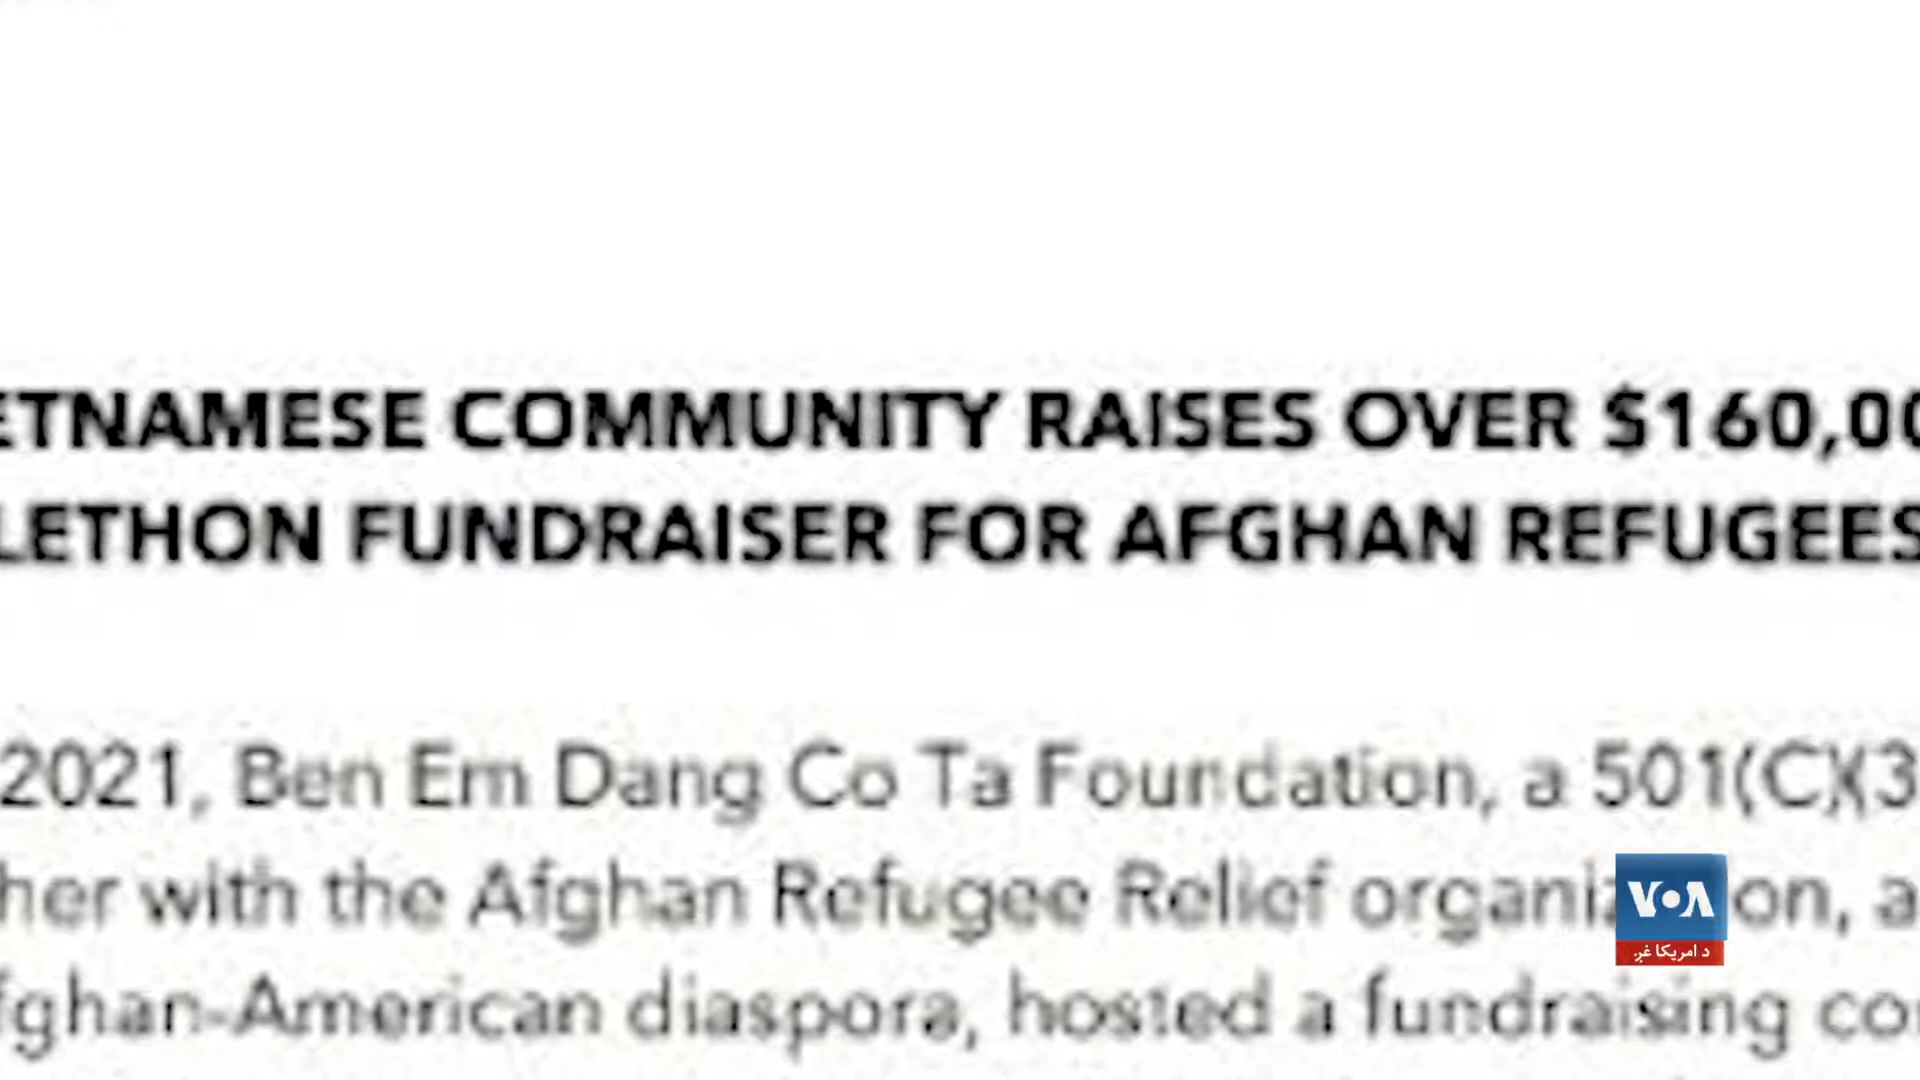 ETNAMESE COMMUNITY RAISES OVER $160,00
LETHON FUNDRAISER FOR AFGHAN REFUGEES
2021, Ben Em Dang Co Ta Foundation, a 501(C)(3
her with the Afghan Refugee Relief organiz on, a
fghan-American diaspora, hosted a fundraising co
VOA
د امریکا غږ